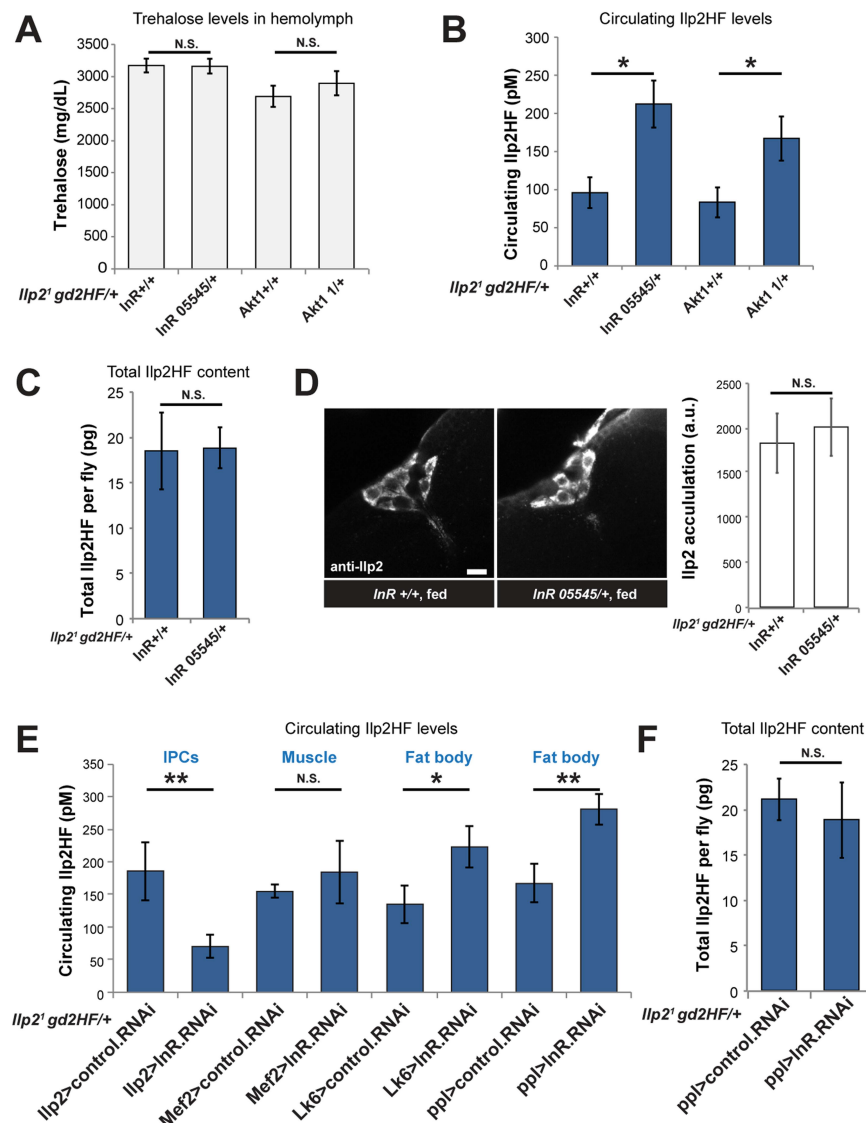 A
Trehalose levels in hemolymph
N.S.
N.S.
3500
3000
2500
2000
1500
1000
500
0
Trehalose (mg/dL)
Ilp2¹ gd2HF/+
InR+/+
InR 05545/+
Akt1+/+
Akt1 1/+
B
Circulating Ilp2HF levels
*
*
300
250
200
150
100
50
0
Circulating Ilp2HF (pM)
Ilp2¹ gd2HF/+
InR+/+
InR 05545/+
Akt1+/+
Akt1 1/+
C
Total Ilp2HF content
N.S.
25
20
15
10
5
0
Total Ilp2HF per fly (pg)
Ilp2¹ gd2HF/+
InR+/+
InR 05545/+
D
anti-Ilp2
InR +/+, fed
InR 05545/+, fed
N.S.
2500
2000
1500
1000
500
0
Ilp2 accululation (a.u.)
Ilp2¹ gd2HF/+
InR+/+
InR 05545/+
E
Circulating Ilp2HF levels
IPCs
Muscle
Fat body
Fat body
**
N.S.
*
**
350
300
250
200
150
100
50
0
Circulating Ilp2HF (pM)
Ilp2¹ gd2HF/+
Ilp2>control.RNAi
Ilp2>InR.RNAi
Mef2>control.RNAi
Mef2>InR.RNAi
Lk6>control.RNAi
Lk6>InR.RNAi
ppl>control.RNAi
ppl>InR.RNAi
F
Total Ilp2HF content
N.S.
25
20
15
10
5
0
Total Ilp2HF per fly (pg)
Ilp2¹ gd2HF/+
ppl>control.RNAi
ppl>InR.RNAi